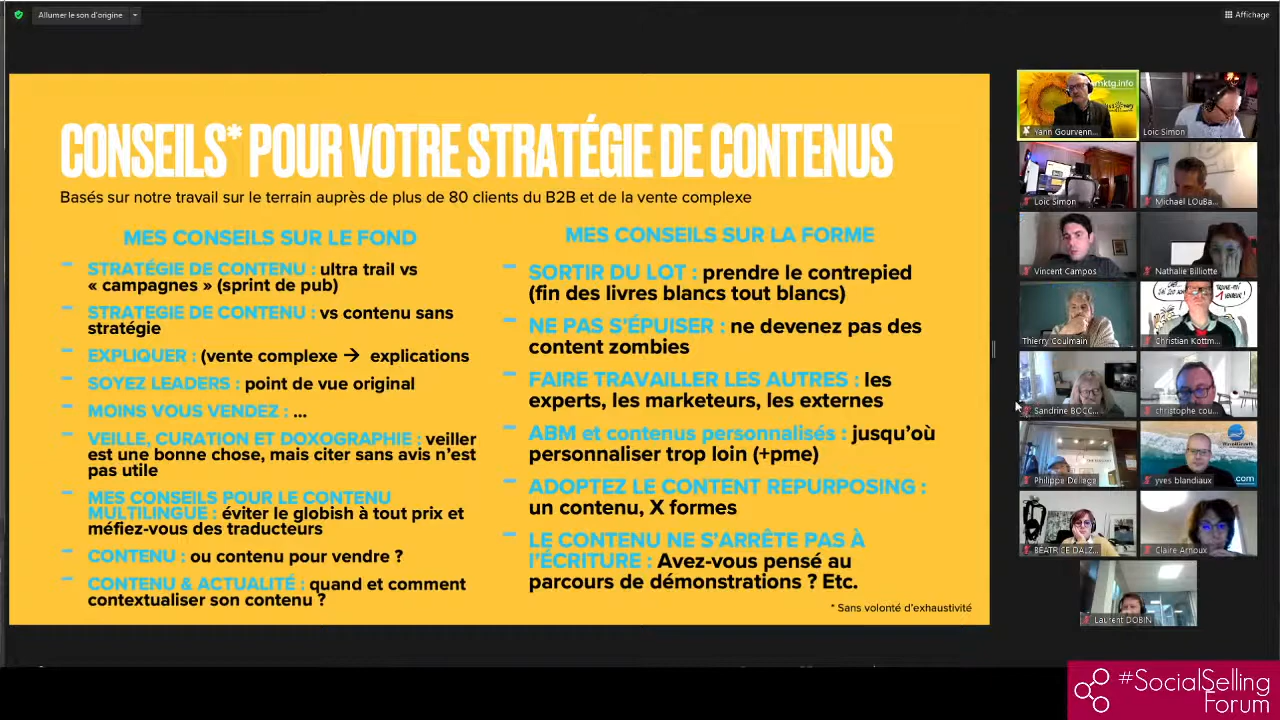 Allumer le son d'origine
Affichage
CONSEILS* POUR VOTRE STRATÉGIE DE CONTENUS
Basés sur notre travail sur le terrain auprès de plus de 80 clients du B2B et de la vente complexe
MES CONSEILS SUR LE FOND
– STRATÉGIE DE CONTENU : ultra trail vs
« campagnes » (sprint de pub)
– STRATEGIE DE CONTENU : vs contenu sans
stratégie
– EXPLIQUER : (vente complexe → explications
– SOYEZ LEADERS : point de vue original
– MOINS VOUS VENDEZ : ...
– VEILLE, CURATION ET DOXOGRAPHIE : veiller
est une bonne chose, mais citer sans avis n'est
pas utile
– MES CONSEILS POUR LE CONTENU
MULTILINGUE : éviter le globish à tout prix et
méfiez-vous des traducteurs
– CONTENU : ou contenu pour vendre ?
– CONTENU & ACTUALITÉ : quand et comment
contextualiser son contenu ?
MES CONSEILS SUR LA FORME
– SORTIR DU LOT : prendre le contrepied
(fin des livres blancs tout blancs)
– NE PAS S'ÉPUISER : ne devenez pas des
content zombies
– FAIRE TRAVAILLER LES AUTRES : les
experts, les marketeurs, les externes
– ABM et contenus personnalisés : jusqu'où
personnaliser trop loin (+pme)
– ADOPTEZ LE CONTENT REPURPOSING :
un contenu, X formes
– LE CONTENU NE S'ARRÊTE PAS À
l'ÉCRITURE : Avez-vous pensé au
parcours de démonstrations ? Etc.
* Sans volonté d'exhaustivité
mktg.info
Yann Gourvenn...
Loic Simon
Loic Simon
Michaël LOuBa...
Vincent Campos
Nathalie Billiotte
Thierry Coulmain
TROUNE-MOI
1 VENDEUR !
Christian Kottm...
Sandrine BOCC...
christophe cou...
Philippe Deliège
.com
yves blandiaux
BÉATRICE DALZ...
Claire Arnoux
Laurent DOBIN
#SocialSelling
Forum